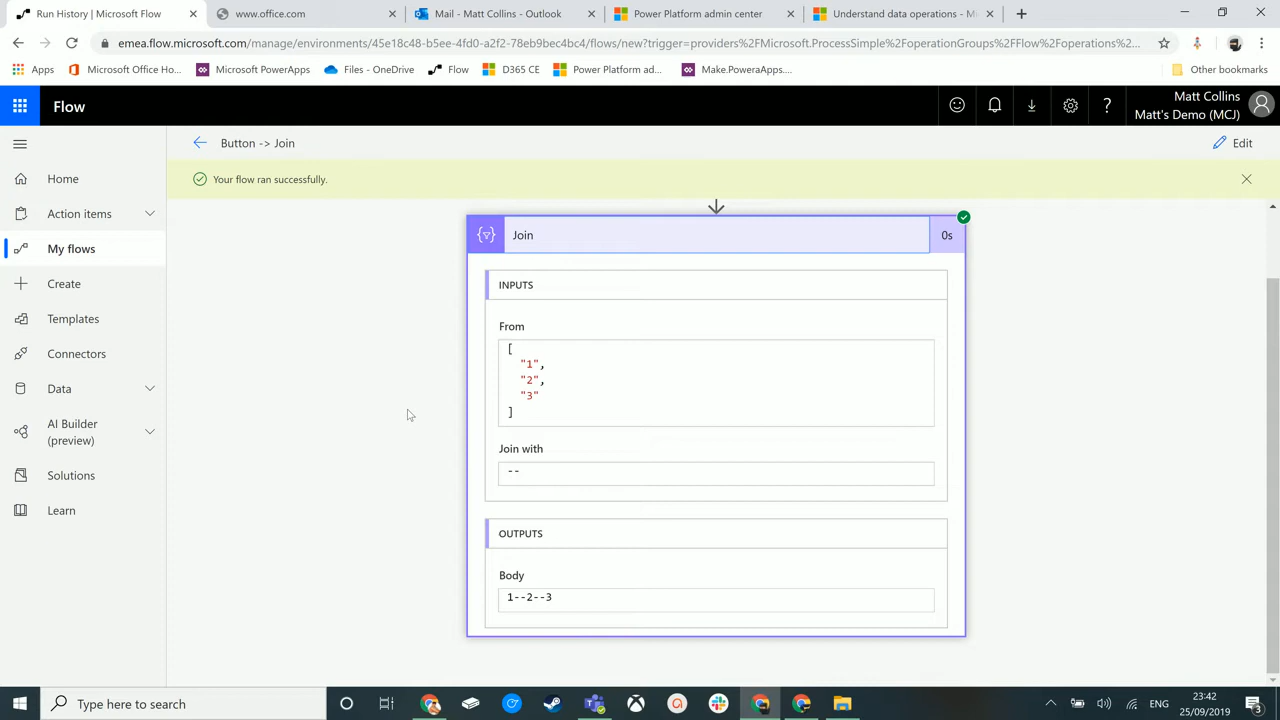 Run History | Microsoft Flow
www.office.com
Mail - Matt Collins - Outlook
Power Platform admin center
Understand data operations - Mi
emea.flow.microsoft.com/manage/environments/45e18c48-b5ee-4fd0-a2f2-78eb9bec4bc4/flows/new?trigger=providers%2FMicrosoft.ProcessSimple%2FoperationGroups%2FFlow%2Foperations%2...
Apps
Microsoft Office Ho...
Microsoft PowerApps
Files - OneDrive
Flow
D365 CE
Power Platform ad...
Make.PoweraApps....
Other bookmarks
Flow
Matt Collins
Matt's Demo (MCJ)
Button -> Join
Edit
Your flow ran successfully.
Home
Action items
My flows
Create
Templates
Connectors
Data
AI Builder
(preview)
Solutions
Learn
Join
0s
INPUTS
From
[
"1",
"2",
"3"
]
Join with
--
OUTPUTS
Body
1--2--3
Type here to search
ENG
23:42
25/09/2019
3